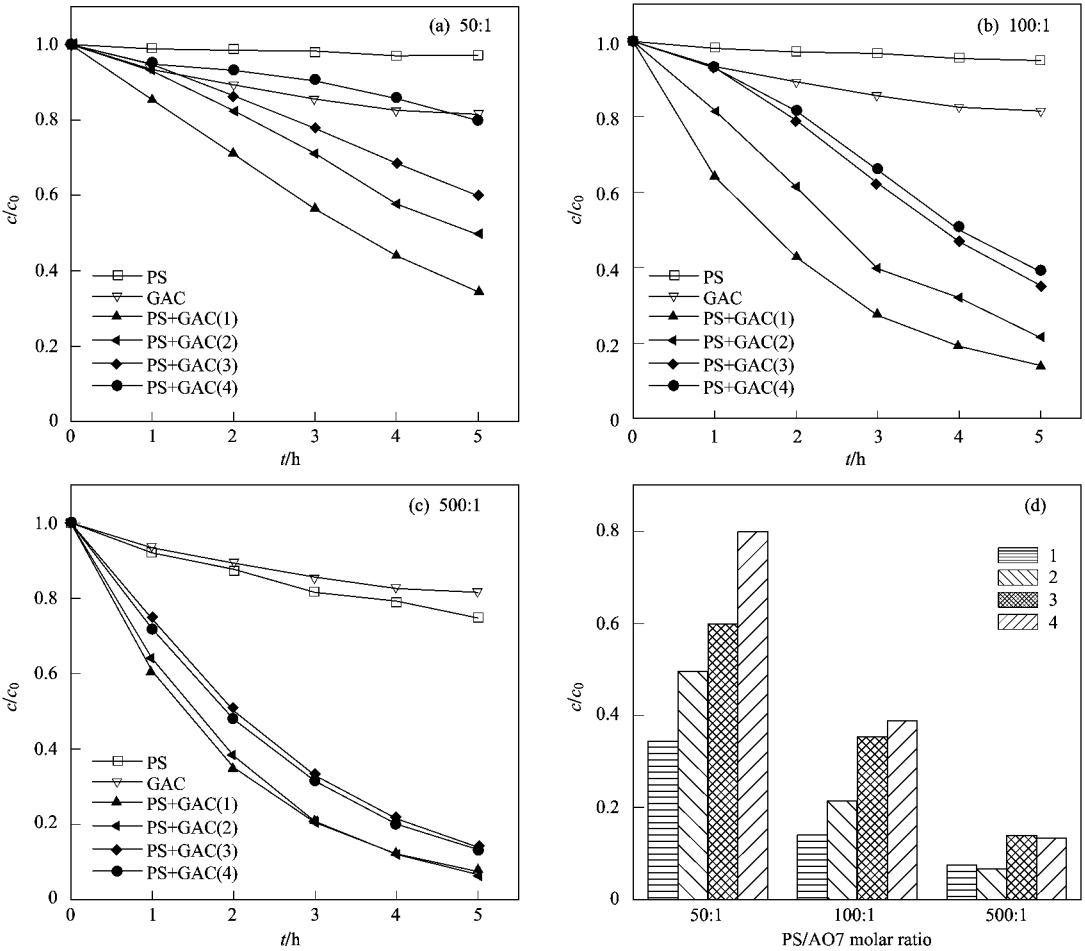 (a) 50:1
1.0
0.8
0.6
0.4
0.2
0
c/c0
PS
GAC
PS+GAC(1)
PS+GAC(2)
PS+GAC(3)
PS+GAC(4)
0 1 2 3 4 5
t/h
(b) 100:1
1.0
0.8
0.6
0.4
0.2
0
c/c0
PS
GAC
PS+GAC(1)
PS+GAC(2)
PS+GAC(3)
PS+GAC(4)
0 1 2 3 4 5
t/h
(c) 500:1
1.0
0.8
0.6
0.4
0.2
0
c/c0
PS
GAC
PS+GAC(1)
PS+GAC(2)
PS+GAC(3)
PS+GAC(4)
0 1 2 3 4 5
t/h
(d)
0.8
0.4
0.2
0
c/c0
1
2
3
4
50:1 100:1 500:1
PS/AO7 molar ratio